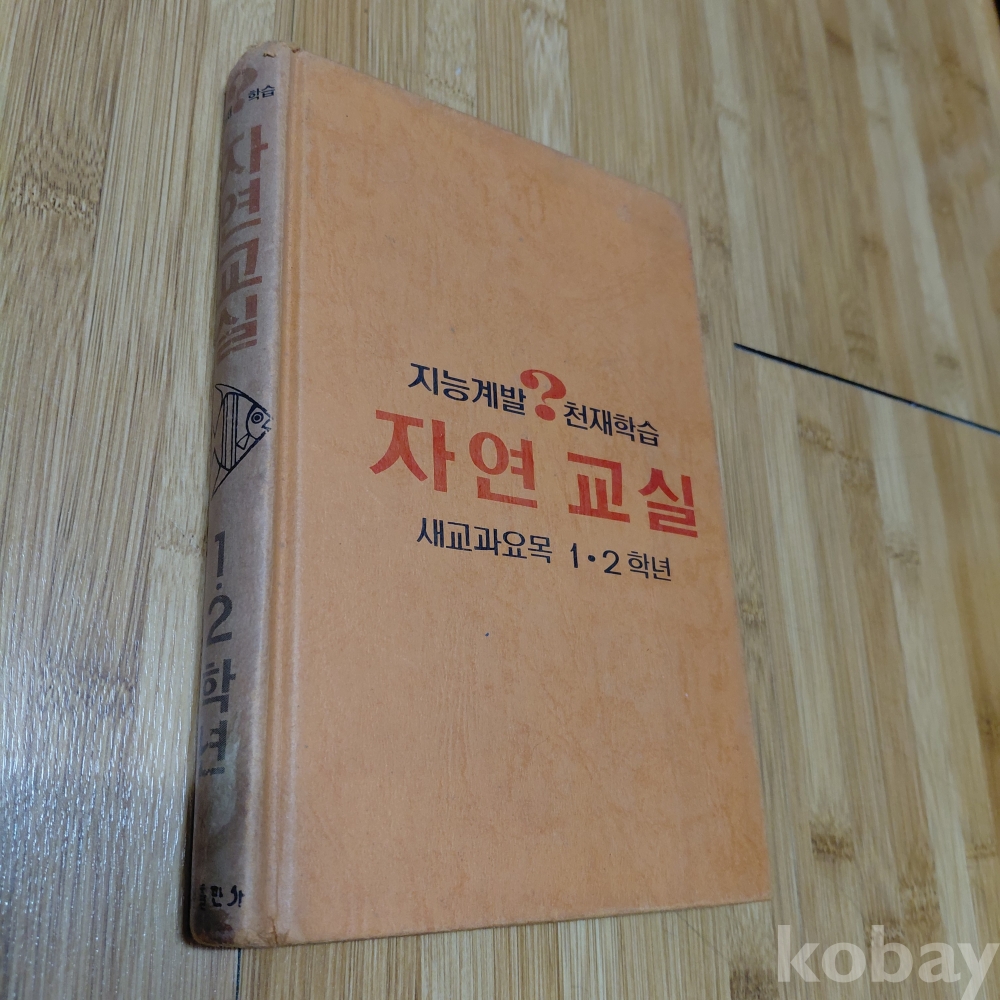 학습
자연교실
1·2학년
지능계발?천재학습
자연 교실
새교과요목 1·2학년
kobay